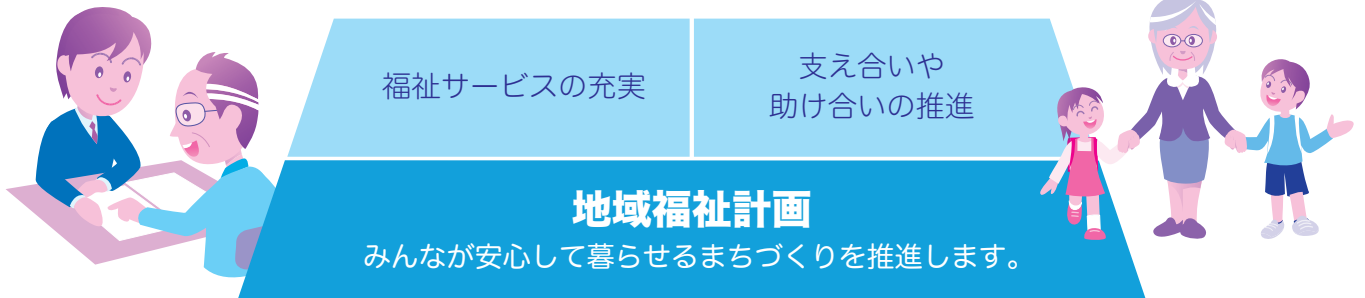 福祉サービスの充実
支え合いや
助け合いの推進
地域福祉計画
みんなが安心して暮らせるまちづくりを推進します。